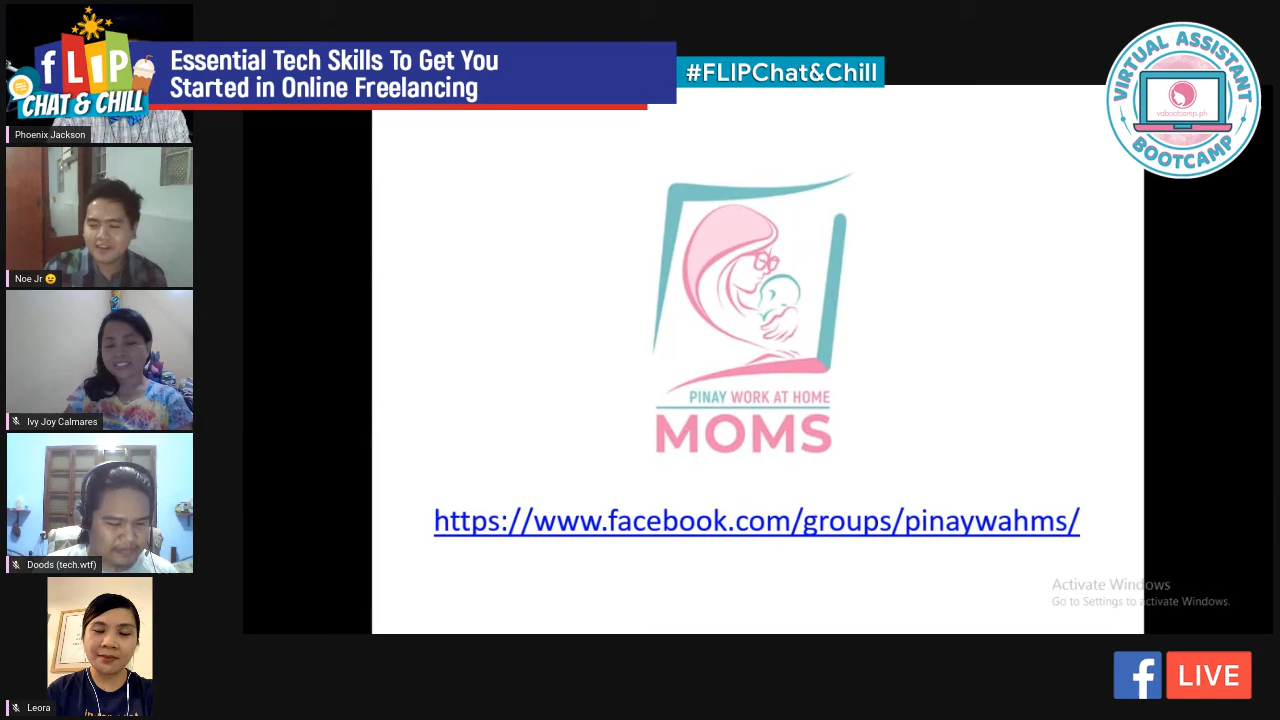 fLIP
CHAT & CHILL
Essential Tech Skills To Get You
Started in Online Freelancing
#FLIPChat&Chill
VIRTUAL ASSISTANT
vabootcamp.ph
BOOTCAMP
Phoenix Jackson
Noe Jr 😉
Ivy Joy Calmares
Doods (tech.wtf)
Leora
PINAY WORK AT HOME
MOMS
https://www.facebook.com/groups/pinaywahms/
Activate Windows
Go to Settings to activate Windows.
f LIVE